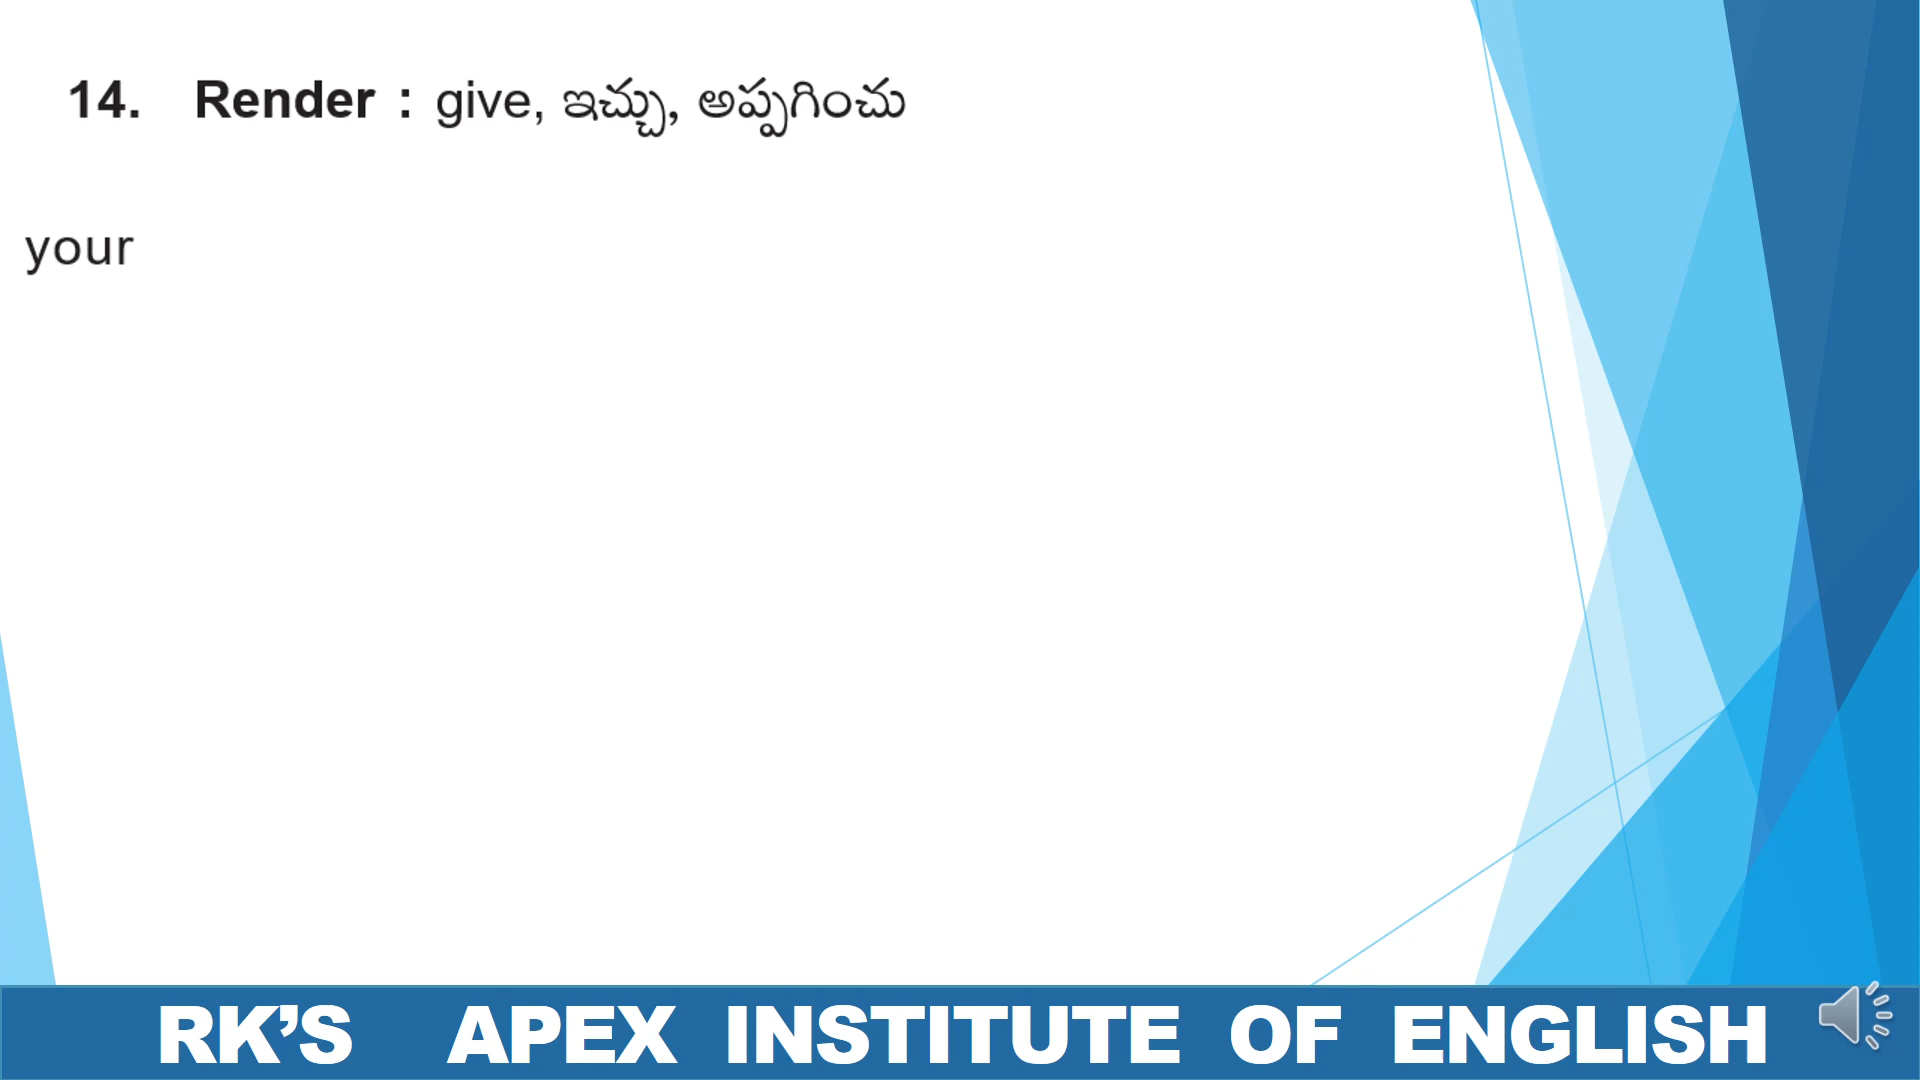 14. Render : give, ఇచ్చు, అప్పగించు
your
RK’S APEX INSTITUTE OF ENGLISH